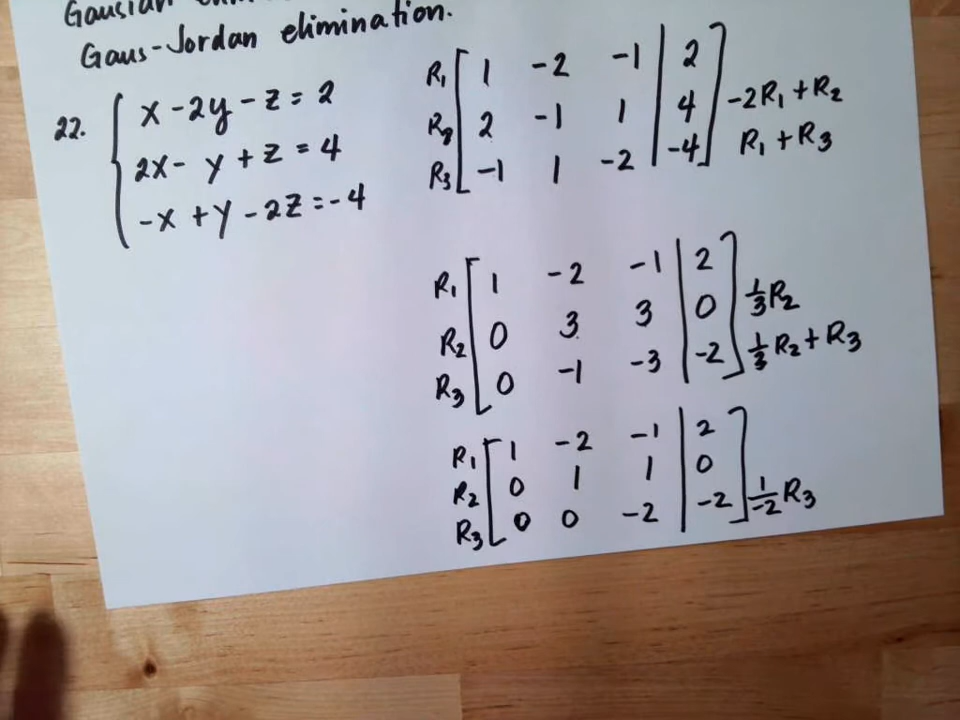 Gausian
Gaus-Jordan elimination.
22. { x - 2y - z = 2
2x - y + z = 4
-x + y - 2z = -4
R₁ [ 1 -2 -1 | 2 ]
R₂ [ 2 -1 1 | 4 ] -2R₁ + R₂
R₃ [ -1 1 -2 | -4 ] R₁ + R₃
R₁ [ 1 -2 -1 | 2 ]
R₂ [ 0 3 3 | 0 ] 1/3 R₂
R₃ [ 0 -1 -3 | -2 ] 1/3 R₂ + R₃
R₁ [ 1 -2 -1 | 2 ]
R₂ [ 0 1 1 | 0 ]
R₃ [ 0 0 -2 | -2 ] 1/-2 R₃